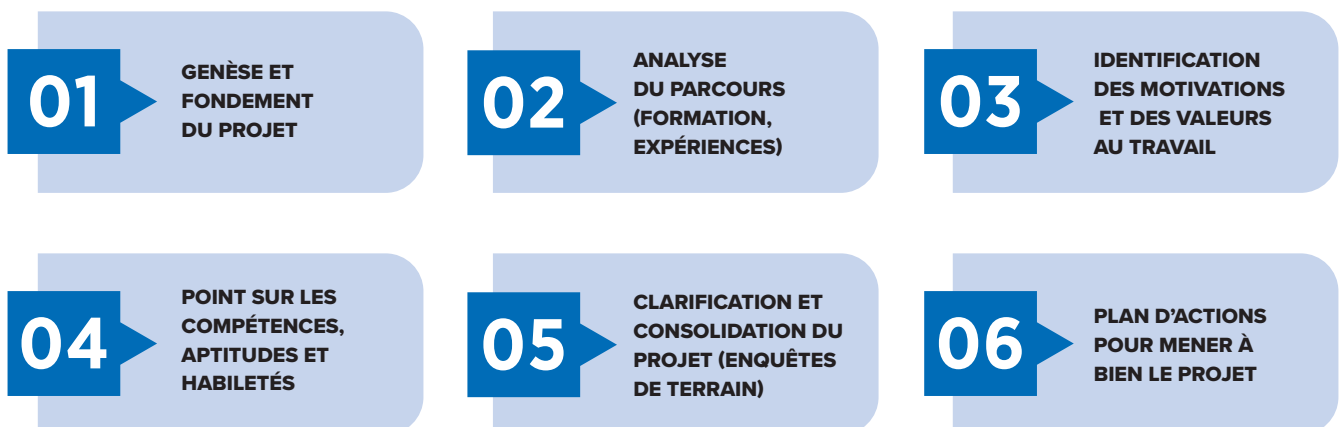 01
GENÈSE ET
FONDEMENT
DU PROJET
02
ANALYSE
DU PARCOURS
(FORMATION,
EXPÉRIENCES)
03
IDENTIFICATION
DES MOTIVATIONS
ET DES VALEURS
AU TRAVAIL
04
POINT SUR LES
COMPÉTENCES,
APTITUDES ET
HABILETÉS
05
CLARIFICATION ET
CONSOLIDATION DU
PROJET (ENQUÊTES
DE TERRAIN)
06
PLAN D’ACTIONS
POUR MENER À
BIEN LE PROJET